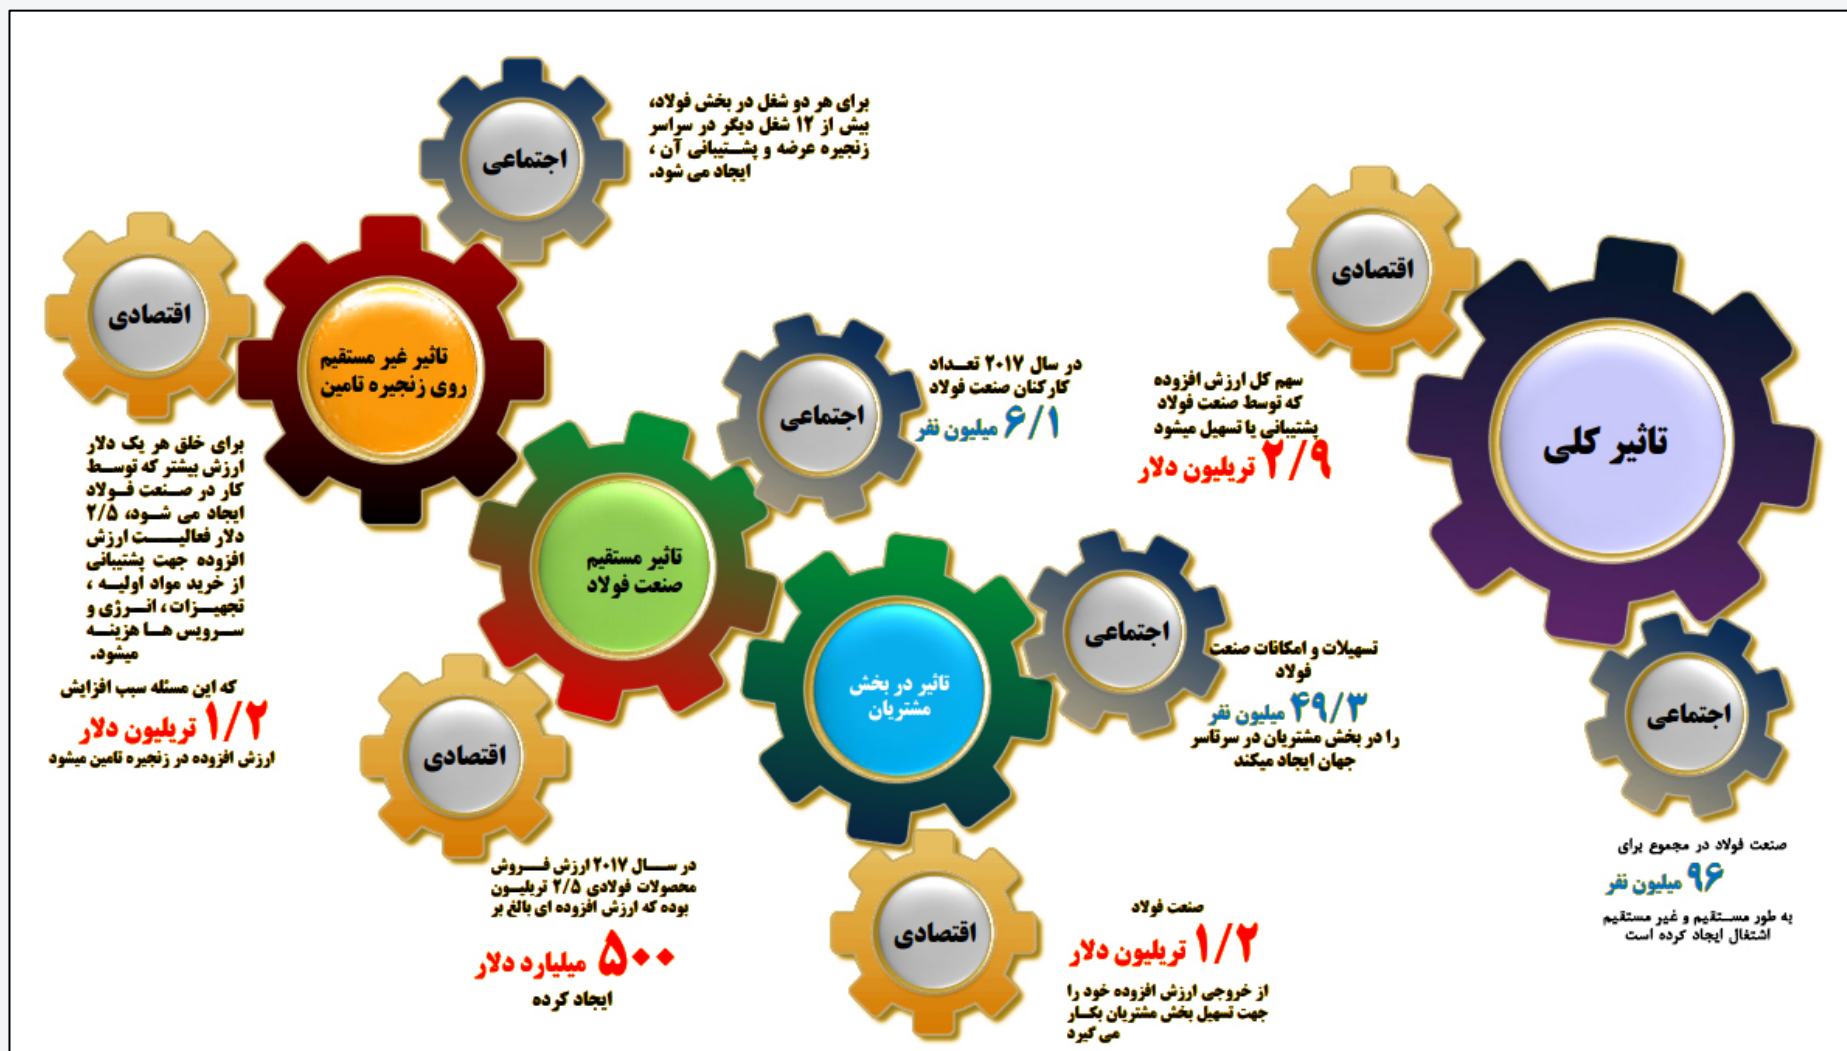 اجتماعی
برای هر دو شغل در بخش فولاد،
بیش از ۱۲ شغل دیگر در سراسر
زنجیره عرضه و پشتیبانی آن ،
ایجاد می شود.
اقتصادی
تاثیر غیر مستقیم
روی زنجیره تامین
برای خلق هر یک دلار
ارزش بیشتر که توسط
کار در صنعت فولاد
ایجاد می شود، ۲/۵
دلار فعالیت ارزش
افزوده جهت پشتیبانی
از خرید مواد اولیه ،
تجهیزات ، انرژی و
سرویس ها هزینه
میشود.
که این مسئله سبب افزایش
۱/۲ تریلیون دلار
ارزش افزوده در زنجیره تامین میشود
اجتماعی
در سال ۲۰۱۷ تعداد
کارکنان صنعت فولاد
۶/۱ میلیون نفر
تاثیر مستقیم
صنعت فولاد
اقتصادی
در سال ۲۰۱۷ ارزش فروش
محصولات فولادی ۲/۵ تریلیون
بوده که ارزش افزوده ای بالغ بر
۵۰۰ میلیارد دلار
ایجاد کرده
اجتماعی
تسهیلات و امکانات صنعت
فولاد
۴۹/۳ میلیون نفر
را در بخش مشتریان در سرتاسر
جهان ایجاد میکند
تاثیر در بخش
مشتریان
اقتصادی
صنعت فولاد
۱/۲ تریلیون دلار
از خروجی ارزش افزوده خود را
جهت تسهیل بخش مشتریان بکار
می گیرد
اقتصادی
سهم کل ارزش افزوده
که توسط صنعت فولاد
پشتیبانی یا تسهیل میشود
۲/۹ تریلیون دلار
تاثیر کلی
اجتماعی
صنعت فولاد در مجموع برای
۹۶ میلیون نفر
به طور مستقیم و غیر مستقیم
اشتغال ایجاد کرده است